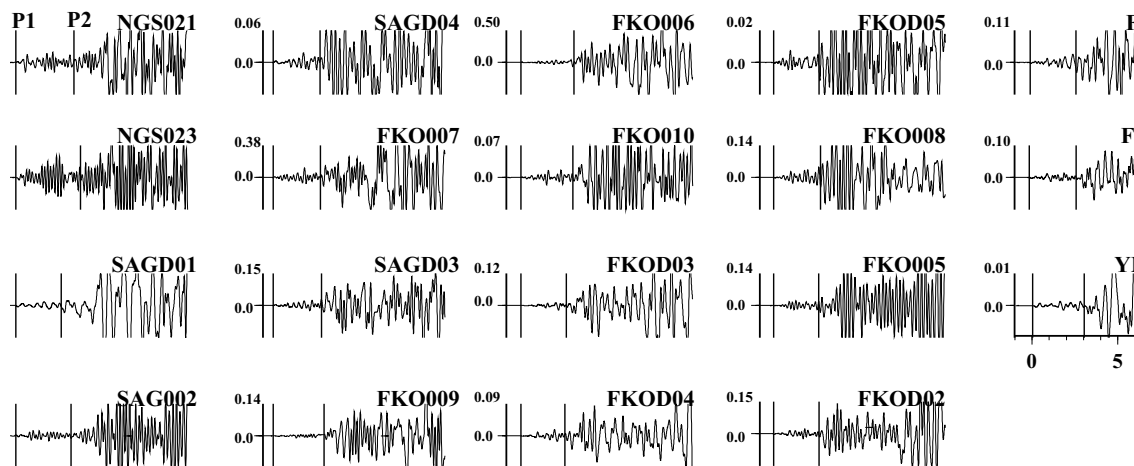 P1 P2 NGS021 0.06 SAGD04 0.50 FKO006 0.02 FKOD05 0.11
0.0 0.0 0.0 0.0
NGS023 0.38 FKO007 0.07 FKO010 0.14 FKO008 0.10
0.0 0.0 0.0 0.0
SAGD01 0.15 SAGD03 0.12 FKOD03 0.14 FKO005 0.01
0.0 0.0 0.0 0.0
0 5
SAG002 0.14 FKO009 0.09 FKOD04 0.15 FKOD02
0.0 0.0 0.0